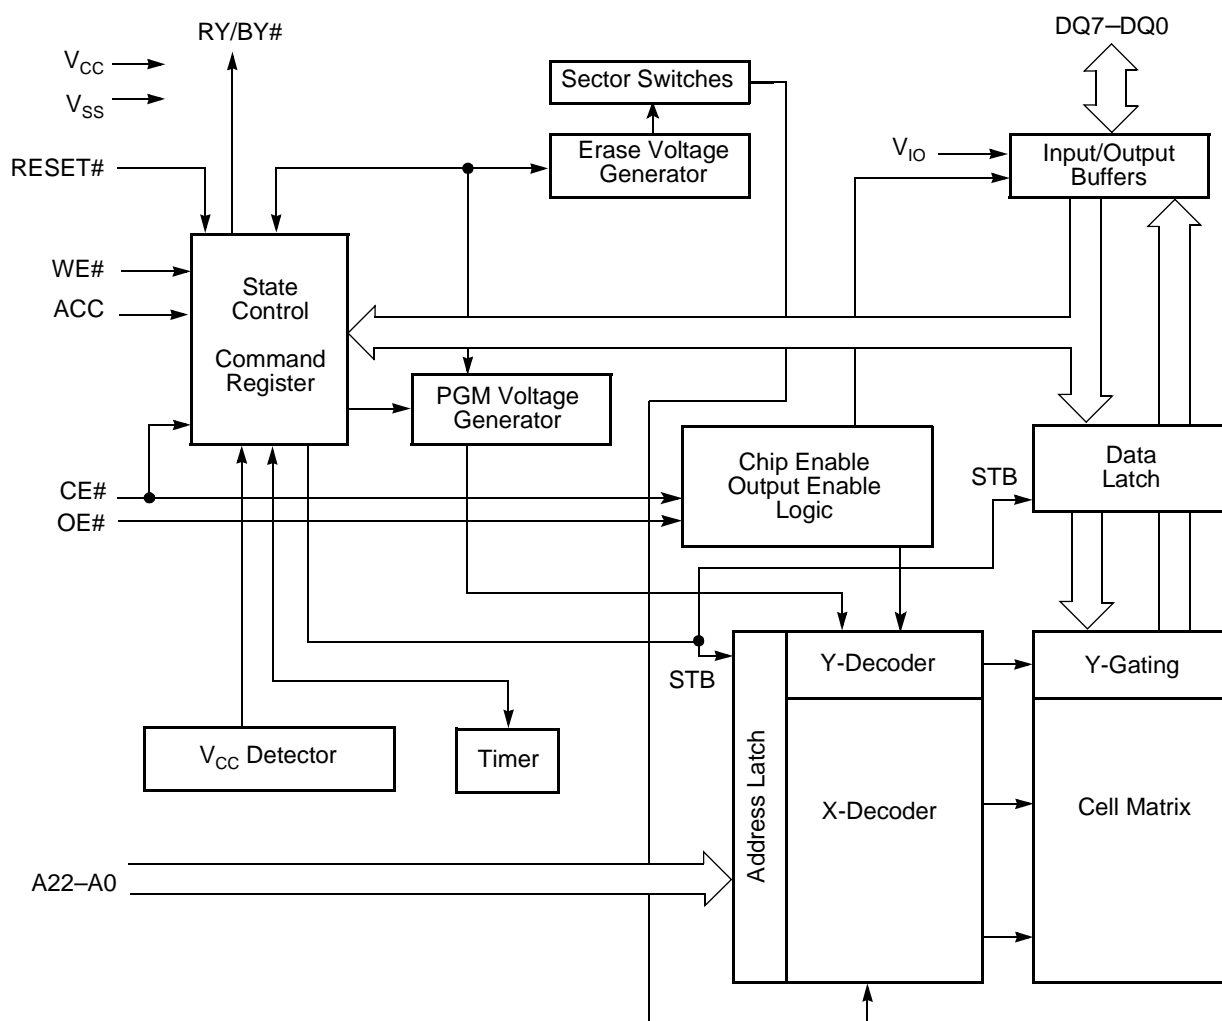 RY/BY#
DQ7–DQ0
VCC
VSS
Sector Switches
Erase Voltage
Generator
VIO
Input/Output
Buffers
RESET#
WE#
ACC
State
Control
Command
Register
PGM Voltage
Generator
CE#
OE#
Chip Enable
Output Enable
Logic
STB
Data
Latch
STB
Y-Decoder
Y-Gating
VCC Detector
Timer
Address Latch
X-Decoder
Cell Matrix
A22–A0